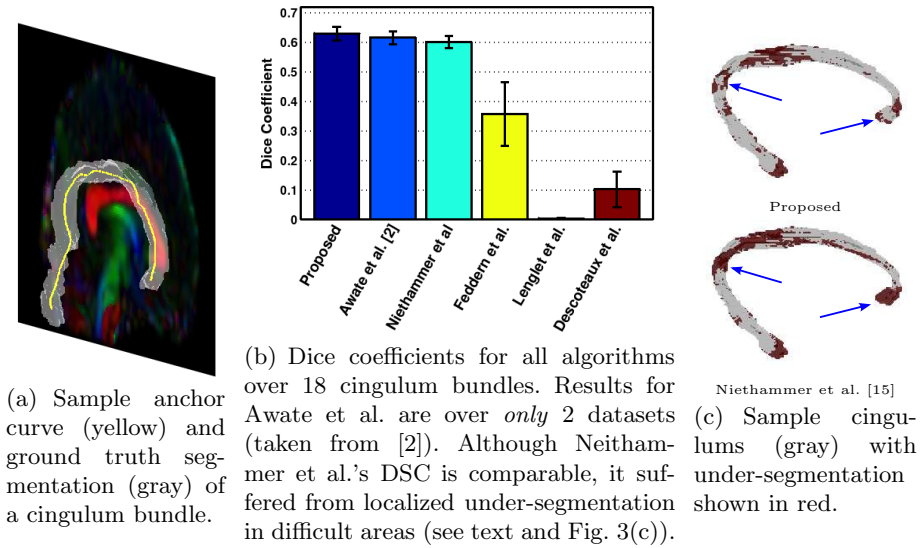 0.7
0.6
0.5
0.4
0.3
0.2
0.1
0
Dice Coefficient
Proposed
Awate et al. [2]
Niethammer et al
Feddern et al.
Lenglet et al.
Descoteaux et al.
Proposed
Niethammer et al. [15]
(a) Sample anchor
curve (yellow) and
ground truth seg-
mentation (gray) of
a cingulum bundle.
(b) Dice coefficients for all algorithms
over 18 cingulum bundles. Results for
Awate et al. are over only 2 datasets
(taken from [2]). Although Neitham-
mer et al.'s DSC is comparable, it suf-
fered from localized under-segmentation
in difficult areas (see text and Fig. 3(c)).
(c) Sample cingu-
lums (gray) with
under-segmentation
shown in red.